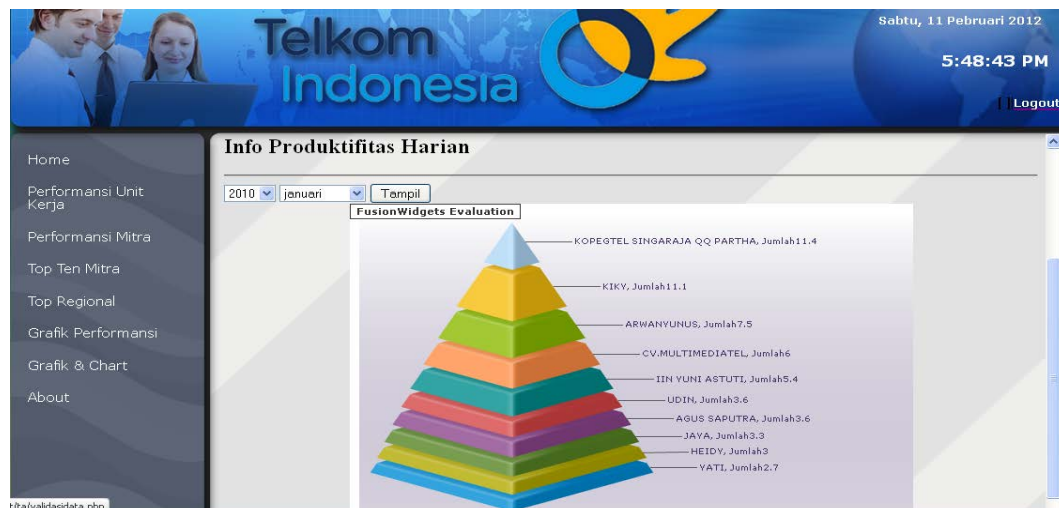 Telkom
Indonesia
Sabtu, 11 Pebruari 2012
5:48:43 PM
[ ] Logout
Home
Performansi Unit
Kerja
Performansi Mitra
Top Ten Mitra
Top Regional
Grafik Performansi
Grafik & Chart
About
Info Produktifitas Harian
2010 januari Tampil
FusionWidgets Evaluation
KOPEGTEL SINGARAJA QQ PARTHA, Jumlah11.4
KIKY, Jumlah11.1
ARWANYUNUS, Jumlah7.5
CV.MULTIMEDIATEL, Jumlah6
IIN YUNI ASTUTI, Jumlah5.4
UDIN, Jumlah3.6
AGUS SAPUTRA, Jumlah3.6
JAYA, Jumlah3.3
HEIDY, Jumlah3
YATI, Jumlah2.7
t/ta/validasidata.php